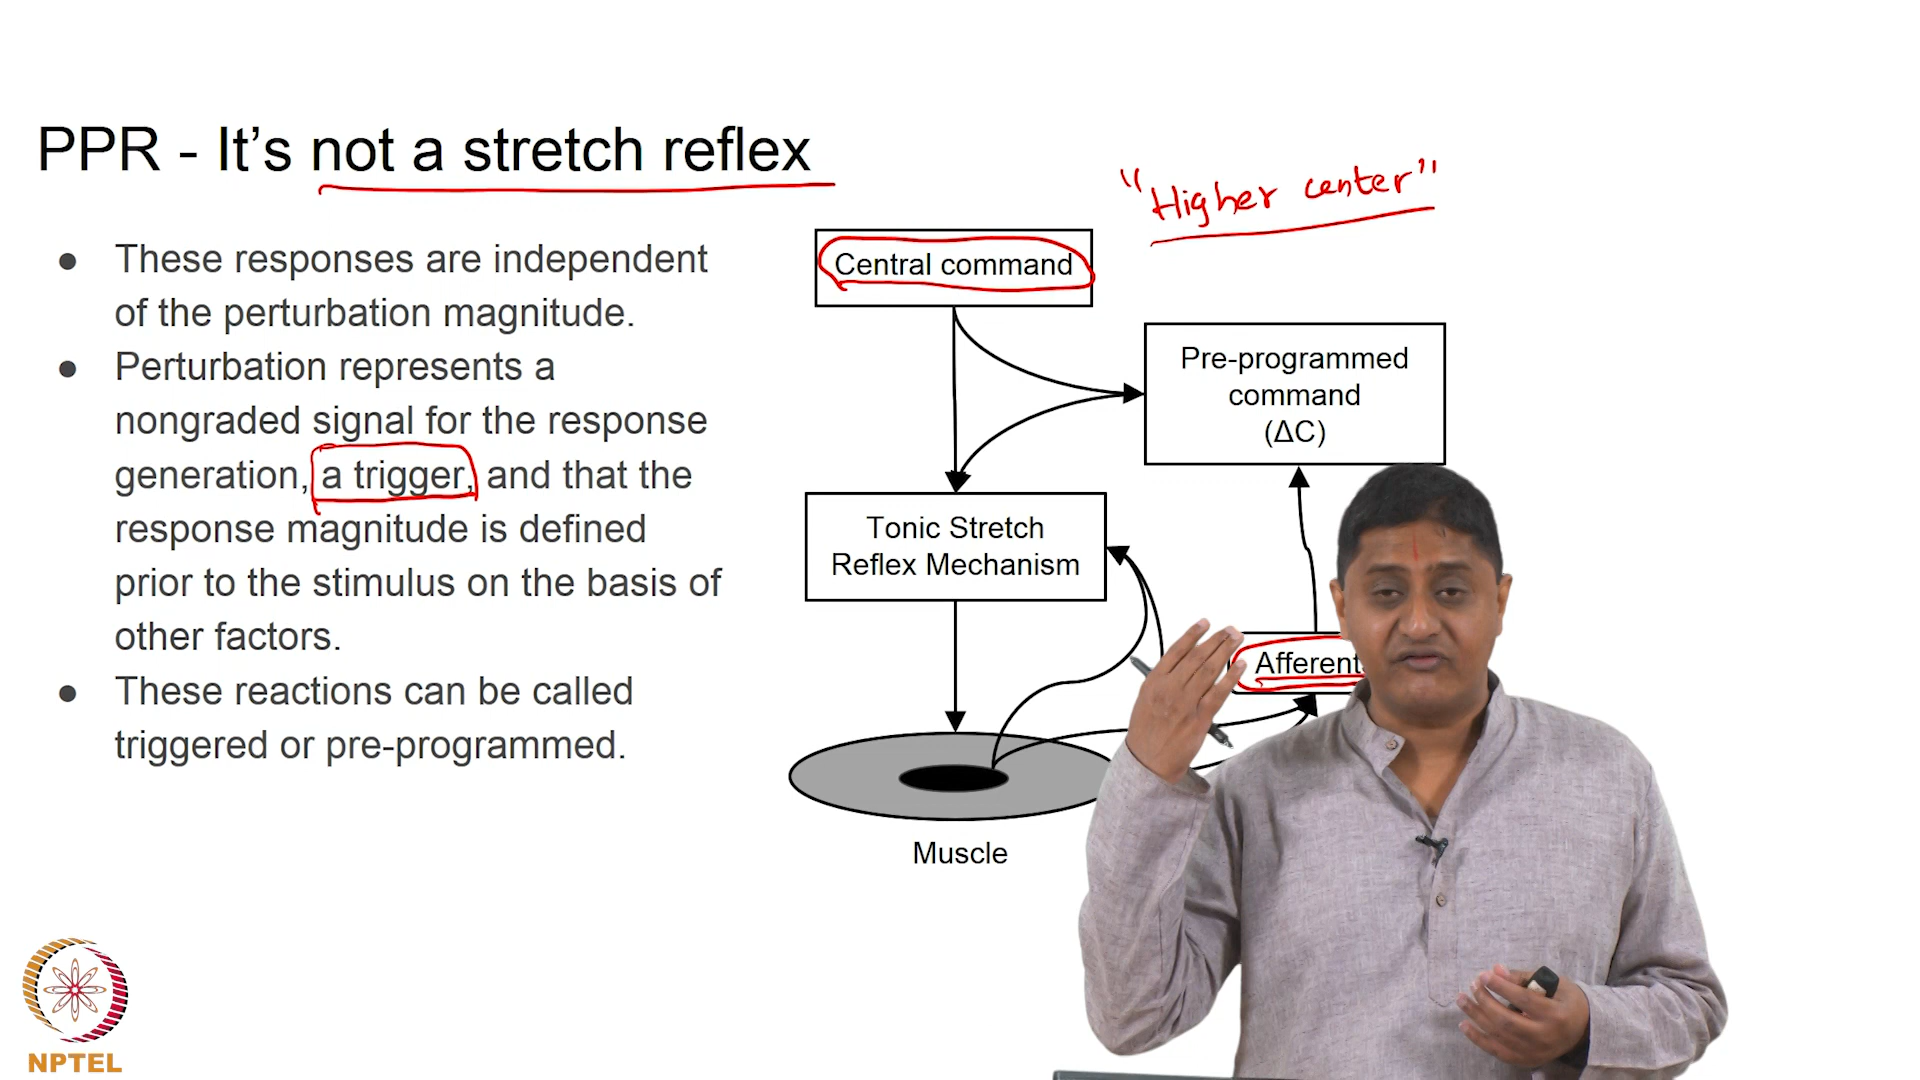 PPR - It's not a stretch reflex
"Higher center"
● These responses are independent
of the perturbation magnitude.
● Perturbation represents a
nongraded signal for the response
generation, a trigger, and that the
response magnitude is defined
prior to the stimulus on the basis of
other factors.
● These reactions can be called
triggered or pre-programmed.
Central command
Pre-programmed
command
(ΔC)
Tonic Stretch
Reflex Mechanism
Afferents
Muscle
NPTEL